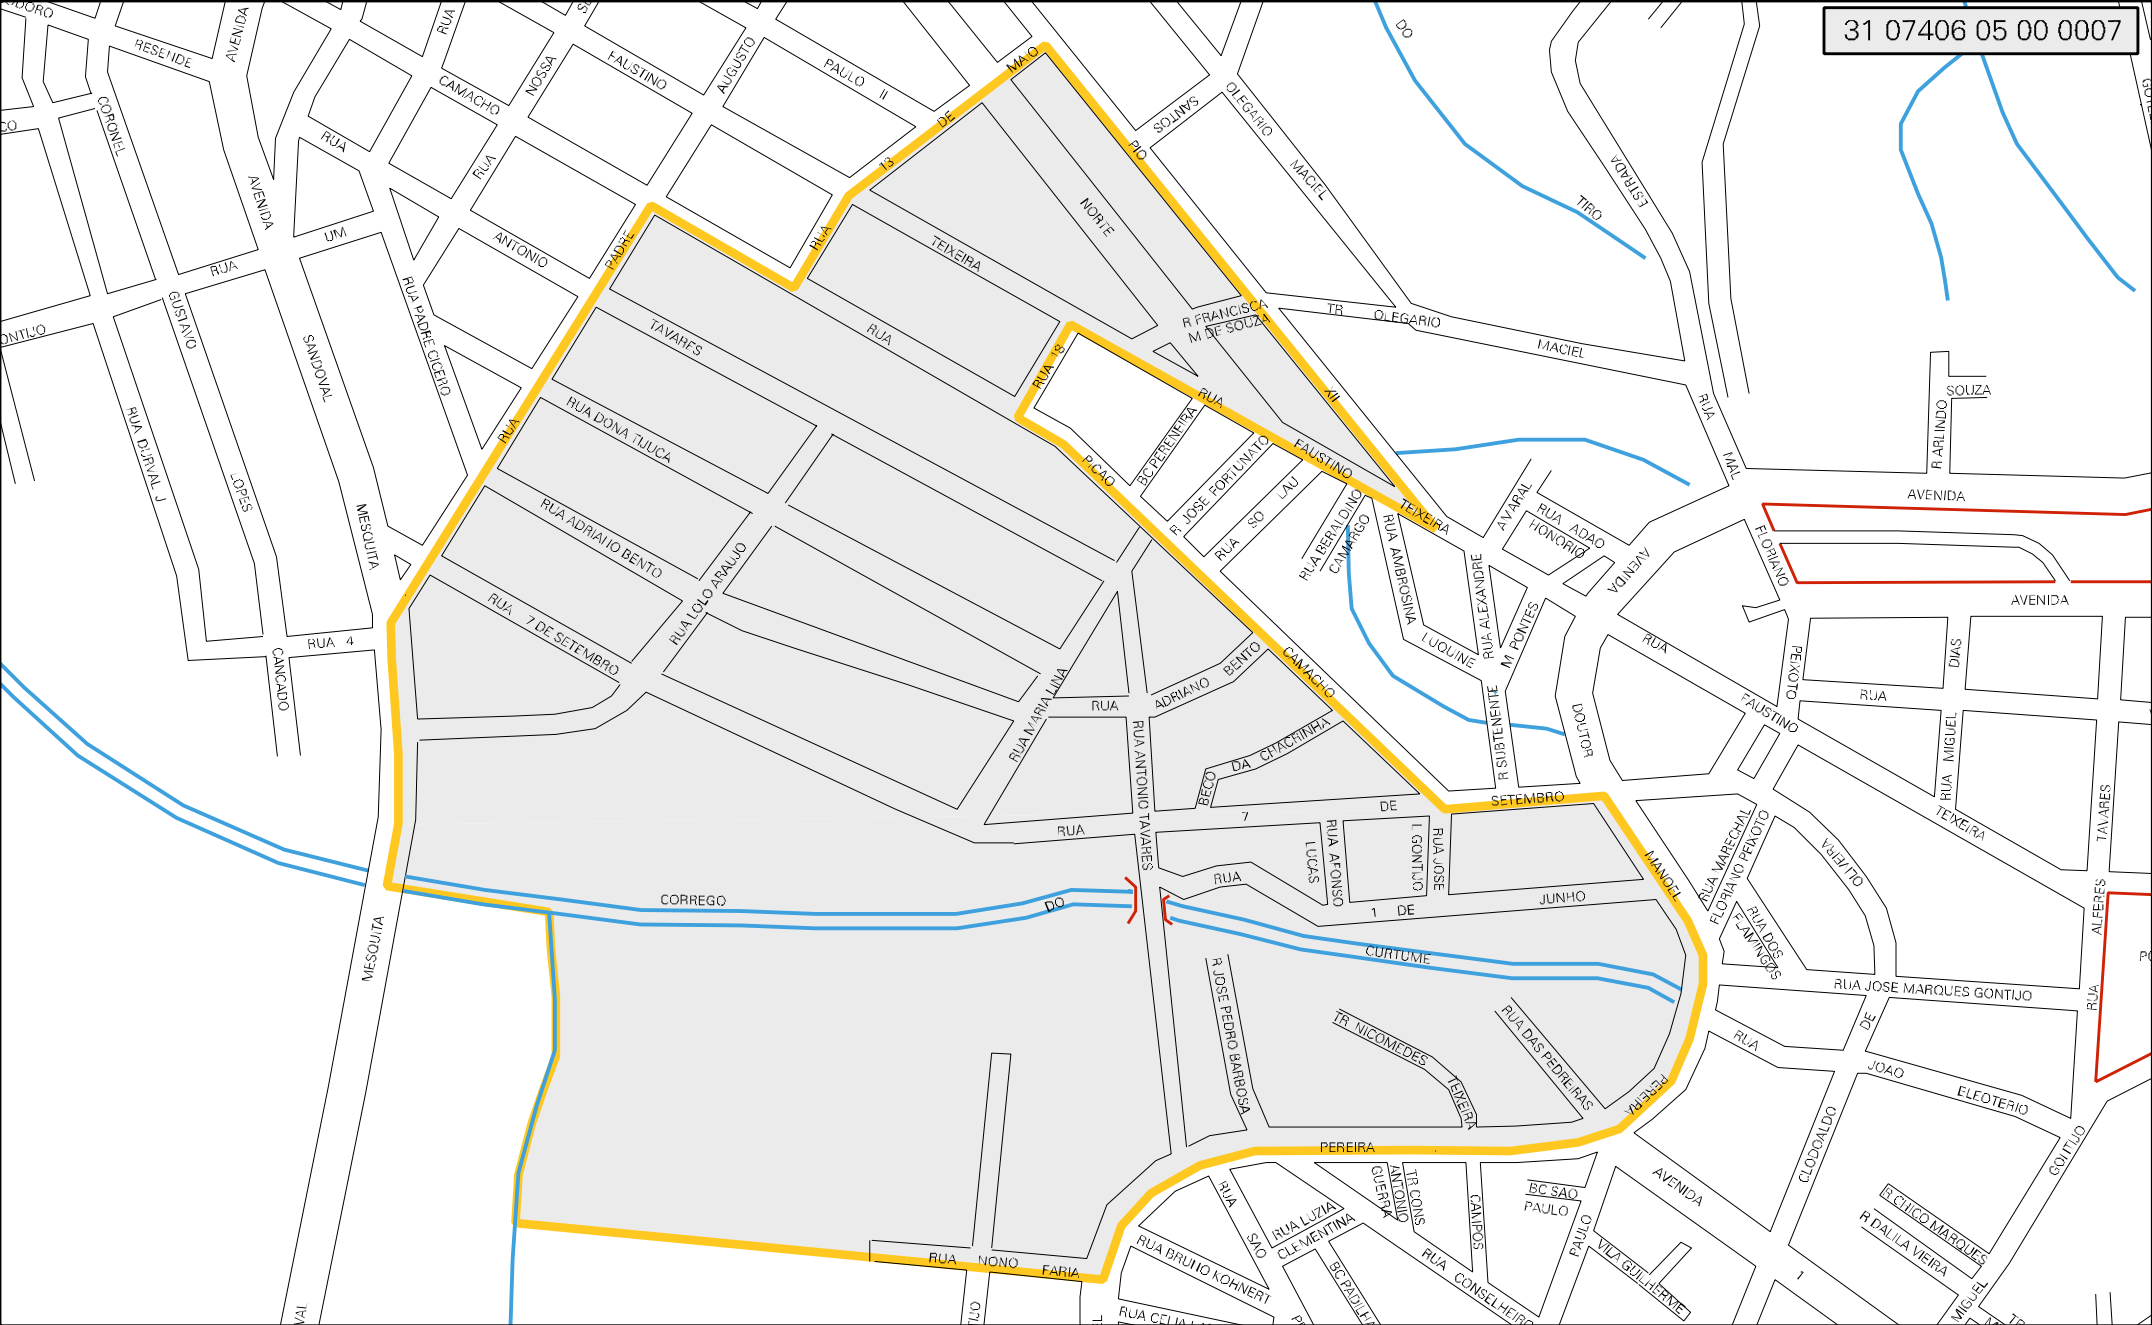 31 07406 05 00 0007
RESENDE
AVENIDA
RUA
CAMACHO
NOSSA
FAUSTINO
AUGUSTO
PAULO II
13 DE MAIO
SANTOS
PIO
OLEGARIO
MACIEL
DO
TIRO
ESTRADA
CORONEL
RUA
RUA
AVENIDA
UM
RUA
ANTONIO
PADRE
RUA
TEIXEIRA
NORTE
GUSTAVO
SANDOVAL
RUA PADRE CICERO
TAVARES
RUA
RUA 18
R FRANCISCA
M DE SOUZA
TR OLEGARIO
MACIEL
XII
RUA
SOUZA
R ARLINDO
RUA DURVAL J
LOPES
MESQUITA
RUA
RUA DONA TIJUCA
PICAO
BC PERENEIRA
R JOSE FORTUNATO
RUA SO LAU
FAUSTINO
TEIXEIRA
RUA BERALDINO
CAMARGO
RUA AMBROSINA
LUQUINE
RUA ALEXANDRE
M PONTES
AVARAL
RUA ADAO
HONORIO
AVENIDA
MAL
RUA
AVENIDA
FLORIANO
AVENIDA
RUA ADRIANO BENTO
RUA LOLO ARAUJO
RUA 7 DE SETEMBRO
RUA 4
CANCADO
RUA MARIA LINA
RUA
ADRIANO
BENTO
CAMACHO
BECO
DA
CHACRINHA
R SUBTENENTE
DOUTOR
RUA
FAUSTINO
TEIXEIRA
PEIXOTO
RUA
DIAS
RUA MIGUEL
TAVARES
RUA ANTONIO TAVARES
RUA
7
DE
SETEMBRO
LUCAS
RUA AFONSO
L GONTIJO
RUA JOSE
MANOEL
RUA MARECHAL
FLORIANO PEIXOTO
OLIVEIRA
RUA DOS
FLAMINGOS
ALFERES
RUA
CORREGO
DO
CURTUME
RUA
1 DE
JUNHO
MESQUITA
R JOSE PEDRO BARBOSA
TR NICOMEDES
TEIXEIRA
RUA DAS PEDREIRAS
PEREIRA
PEREIRA
RUA JOSE MARQUES GONTIJO
DE
RUA
JOAO
ELEOTERIO
CLODOALDO
AVENIDA
1
R CHICO MARQUES
R DALILA VIEIRA
MIGUEL
RUA NONO FARIA
RUA
SAO
RUA LUZIA
CLEMENTINA
GUERRA
ANTONIO
TR CONS
CAMPOS
BC SAO
PAULO
PAULO
VILA GUILHERME
RUA BRUNO KOHNERT
BC PADILHA
RUA CONSELHEIRO